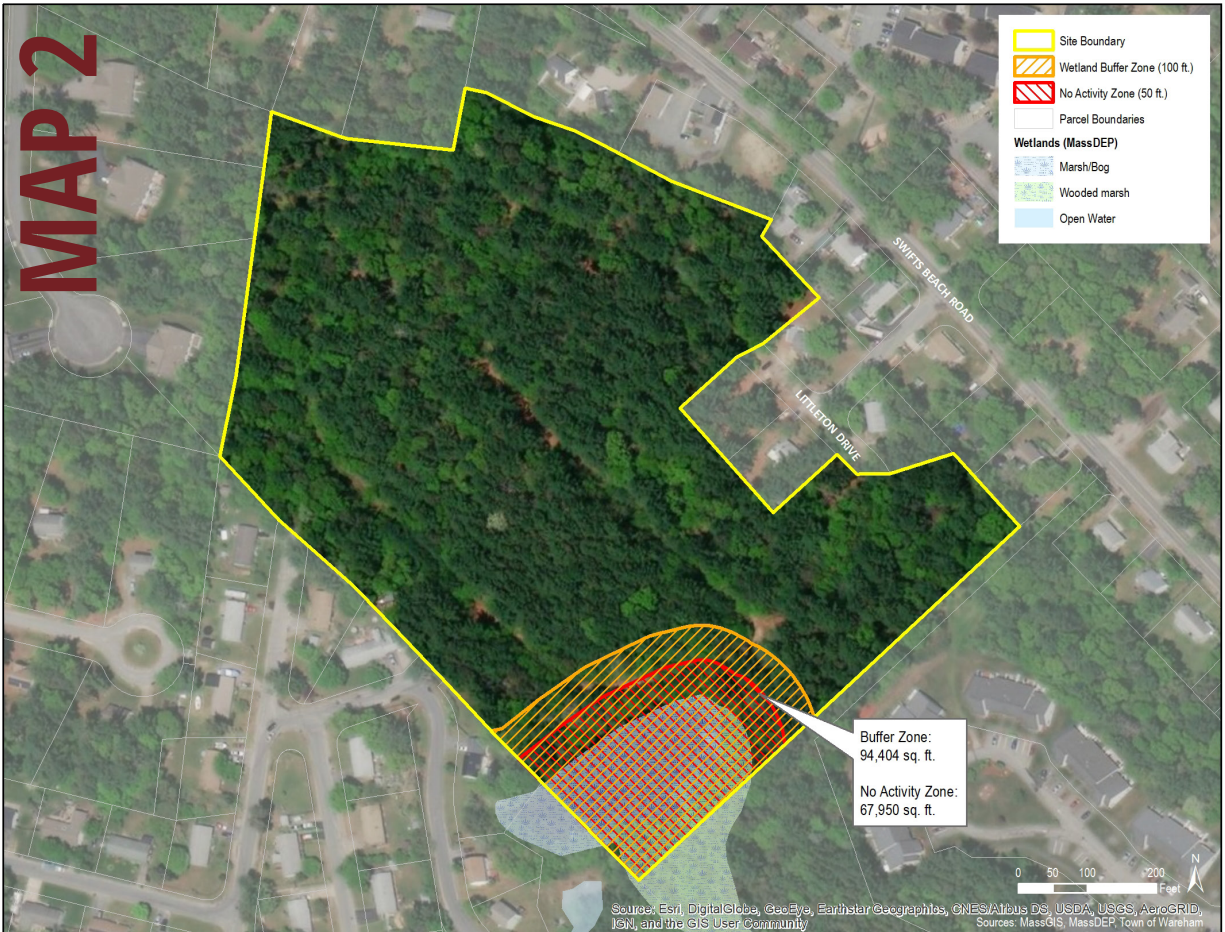 MAP 2
Site Boundary
Wetland Buffer Zone (100 ft.)
No Activity Zone (50 ft.)
Parcel Boundaries
Wetlands (MassDEP)
Marsh/Bog
Wooded marsh
Open Water
SWIFTS BEACH ROAD
LITTLETON DRIVE
Buffer Zone:
94,404 sq. ft.
No Activity Zone:
67,950 sq. ft.
N
0 50 100 200
Feet
Source: Esri, DigitalGlobe, GeoEye, Earthstar Geographics, CNES/Airbus DS, USDA, USGS, AeroGRID,
IGN, and the GIS User Community
Sources: MassGIS, MassDEP, Town of Wareham